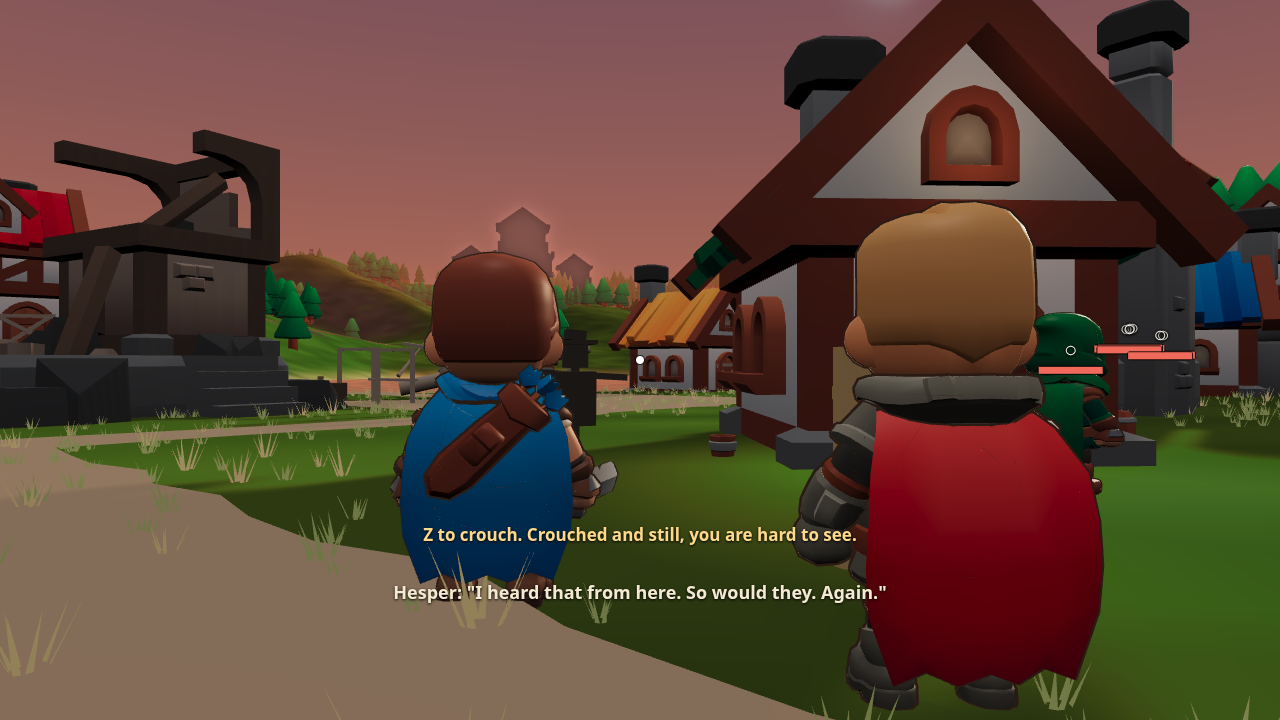 Z to crouch. Crouched and still, you are hard to see.
Hesper: "I heard that from here. So would they. Again."